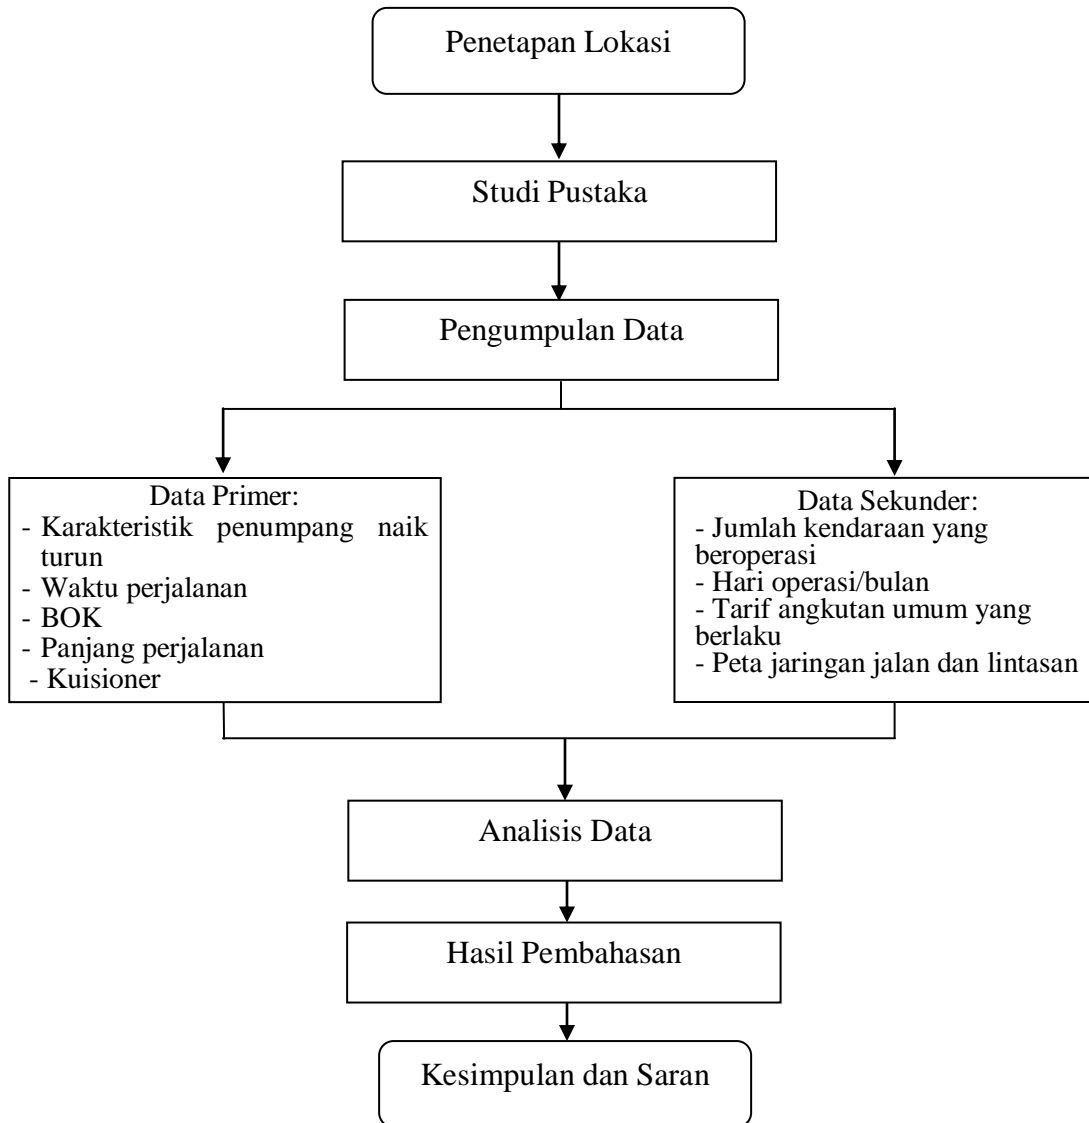 Penetapan Lokasi
Studi Pustaka
Pengumpulan Data
Data Primer:
- Karakteristik penumpang naik
turun
- Waktu perjalanan
- BOK
- Panjang perjalanan
- Kuisioner
Data Sekunder:
- Jumlah kendaraan yang
beroperasi
- Hari operasi/bulan
- Tarif angkutan umum yang
berlaku
- Peta jaringan jalan dan lintasan
Analisis Data
Hasil Pembahasan
Kesimpulan dan Saran